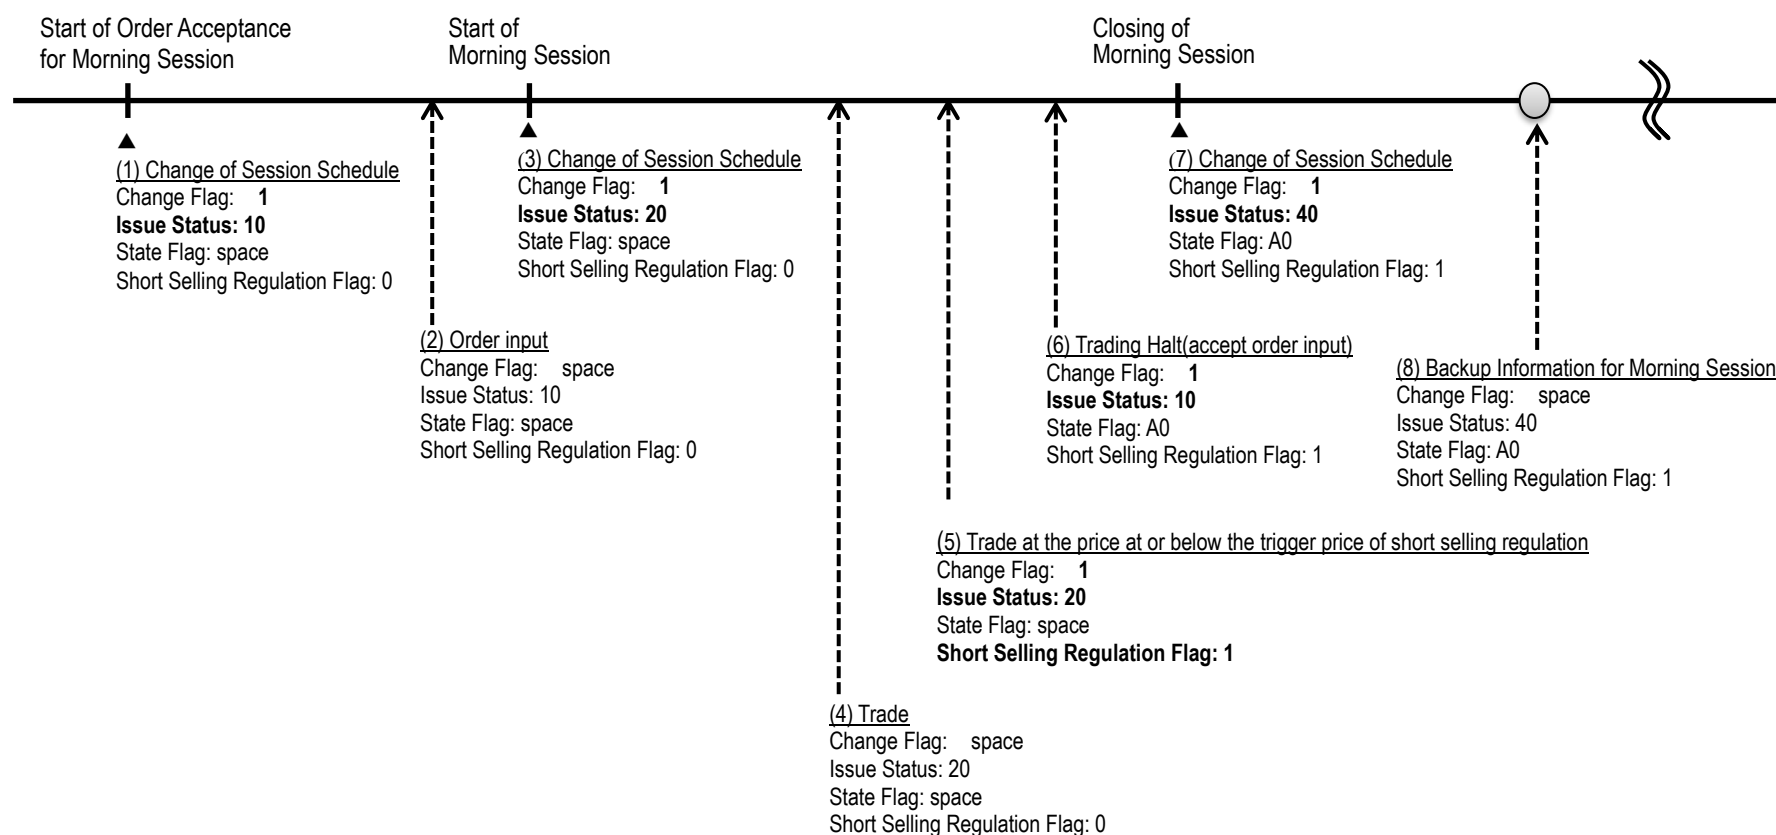 Start of Order Acceptance
for Morning Session
Start of
Morning Session
Closing of
Morning Session
(1) Change of Session Schedule
Change Flag: 1
Issue Status: 10
State Flag: space
Short Selling Regulation Flag: 0
(2) Order input
Change Flag: space
Issue Status: 10
State Flag: space
Short Selling Regulation Flag: 0
(3) Change of Session Schedule
Change Flag: 1
Issue Status: 20
State Flag: space
Short Selling Regulation Flag: 0
(4) Trade
Change Flag: space
Issue Status: 20
State Flag: space
Short Selling Regulation Flag: 0
(5) Trade at the price at or below the trigger price of short selling regulation
Change Flag: 1
Issue Status: 20
State Flag: space
Short Selling Regulation Flag: 1
(6) Trading Halt(accept order input)
Change Flag: 1
Issue Status: 10
State Flag: A0
Short Selling Regulation Flag: 1
(7) Change of Session Schedule
Change Flag: 1
Issue Status: 40
State Flag: A0
Short Selling Regulation Flag: 1
(8) Backup Information for Morning Session
Change Flag: space
Issue Status: 40
State Flag: A0
Short Selling Regulation Flag: 1